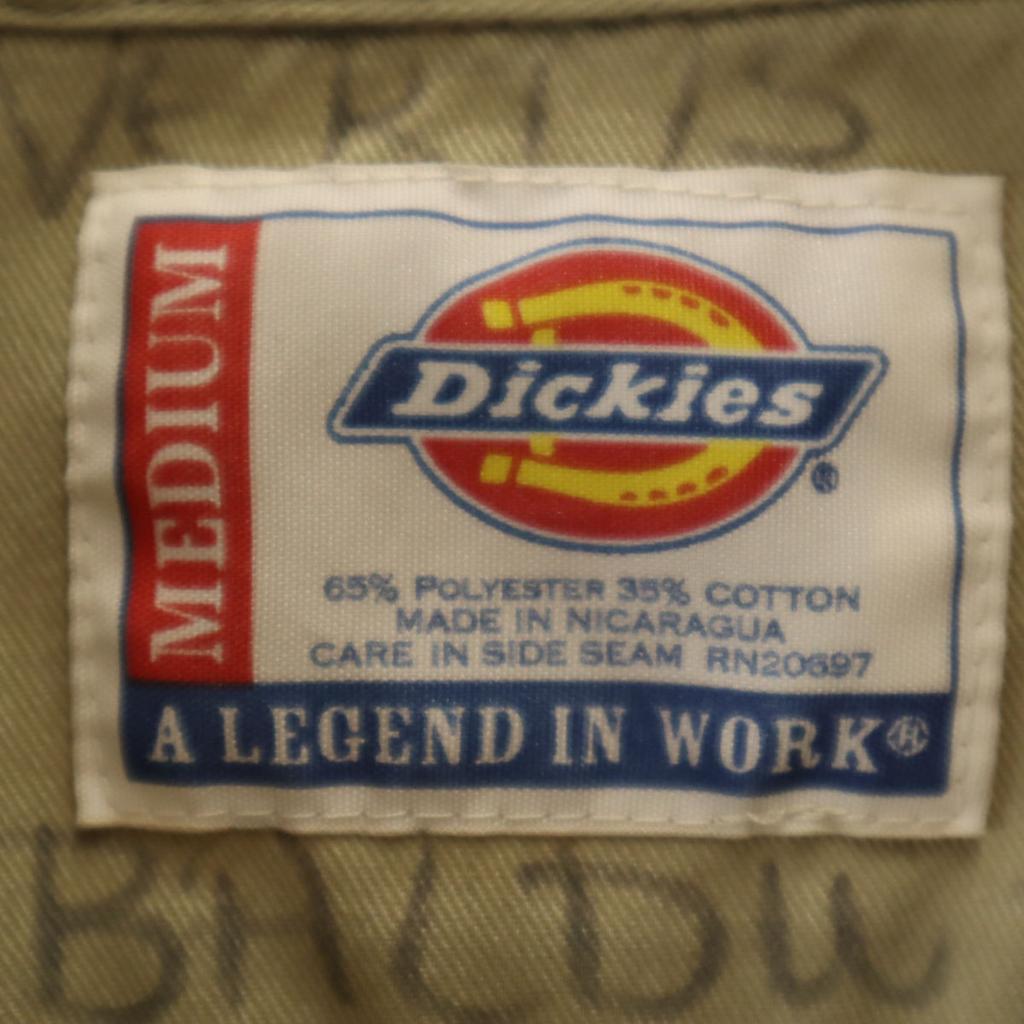 MEDIUM
Dickies®
65% POLYESTER 35% COTTON
MADE IN NICARAGUA
CARE IN SIDE SEAM RN20697
A LEGEND IN WORK®